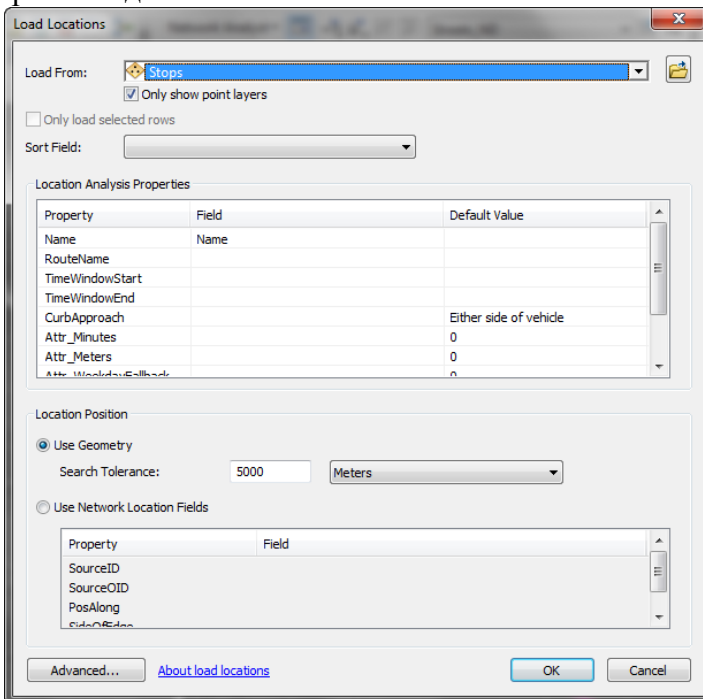 Load Locations
Load From: Stops
Only show point layers
Only load selected rows
Sort Field:
Location Analysis Properties
Property Field Default Value
Name Name
RouteName
TimeWindowStart
TimeWindowEnd
CurbApproach Either side of vehicle
Attr_Minutes 0
Attr_Meters 0
Attr_WeekdayFallback 0
Location Position
Use Geometry
Search Tolerance: 5000 Meters
Use Network Location Fields
Property Field
SourceID
SourceOID
PosAlong
SideOfEdge
Advanced... About load locations OK Cancel